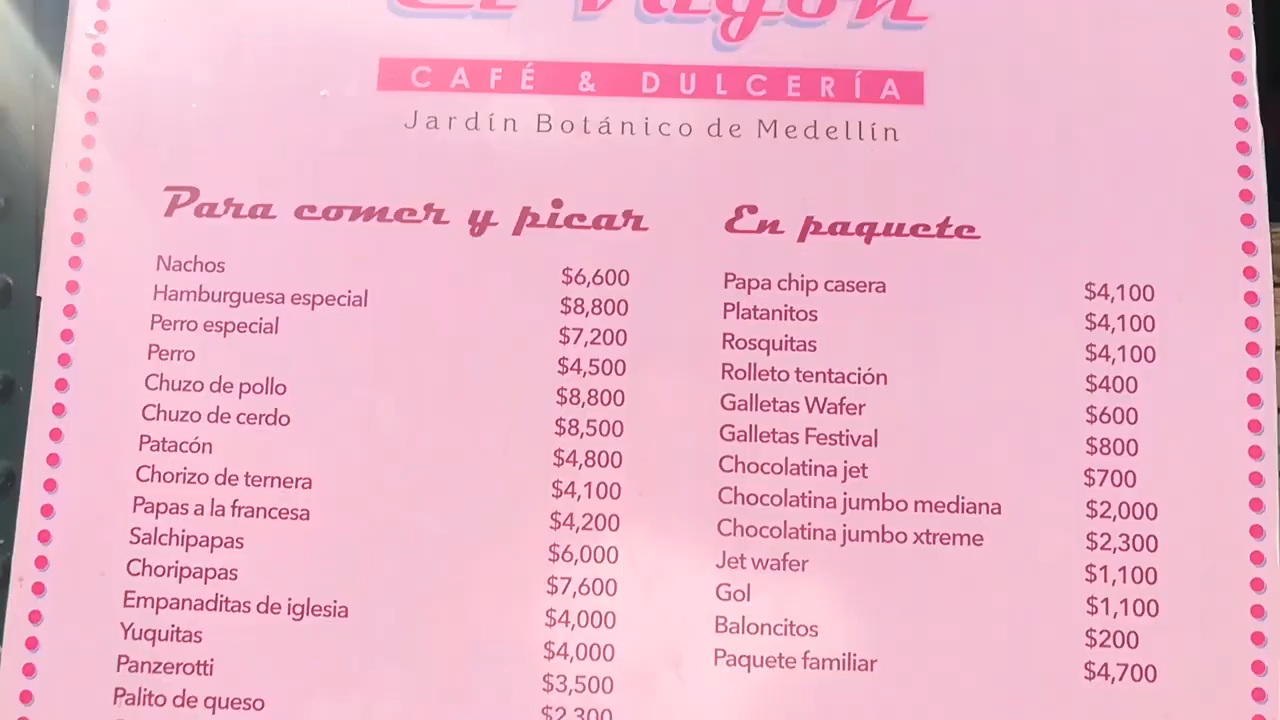 El Vagón
CAFÉ & DULCERÍA
Jardín Botánico de Medellín
Para comer y picar
Nachos $6,600
Hamburguesa especial $8,800
Perro especial $7,200
Perro $4,500
Chuzo de pollo $8,800
Chuzo de cerdo $8,500
Patacón $4,800
Chorizo de ternera $4,100
Papas a la francesa $4,200
Salchipapas $6,000
Choripapas $7,600
Empanaditas de iglesia $4,000
Yuquitas $4,000
Panzerotti $3,500
Palito de queso $2,300
En paquete
Papa chip casera $4,100
Platanitos $4,100
Rosquitas $4,100
Rolleto tentación $400
Galletas Wafer $600
Galletas Festival $800
Chocolatina jet $700
Chocolatina jumbo mediana $2,000
Chocolatina jumbo xtreme $2,300
Jet wafer $1,100
Gol $1,100
Baloncitos $200
Paquete familiar $4,700